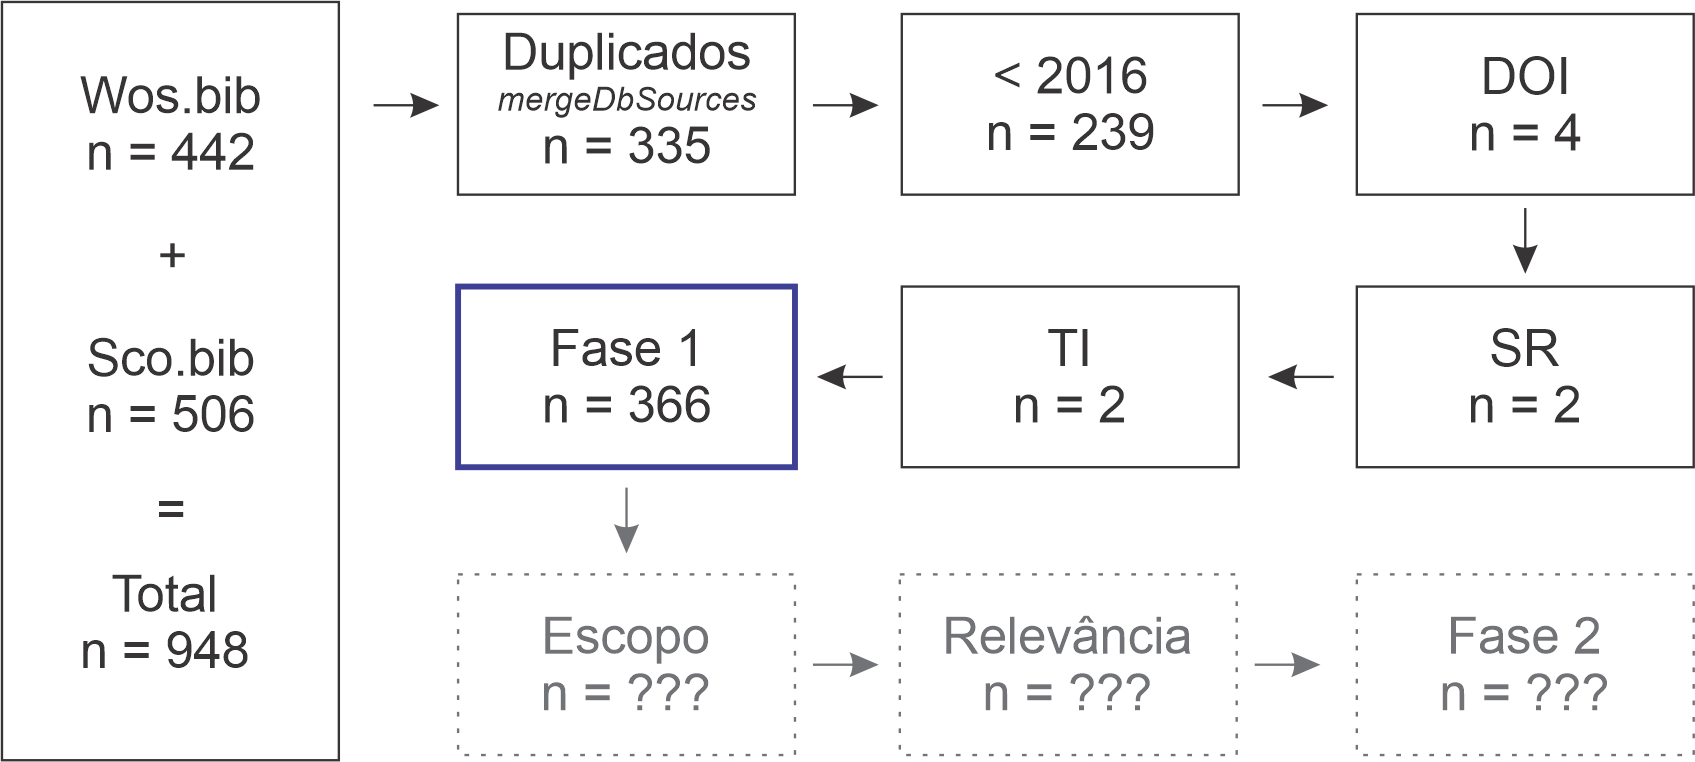 Wos.bib
n = 442
+
Sco.bib
n = 506
=
Total
n = 948
Duplicados
mergeDbSources
n = 335
< 2016
n = 239
DOI
n = 4
SR
n = 2
TI
n = 2
Fase 1
n = 366
Escopo
n = ???
Relevância
n = ???
Fase 2
n = ???